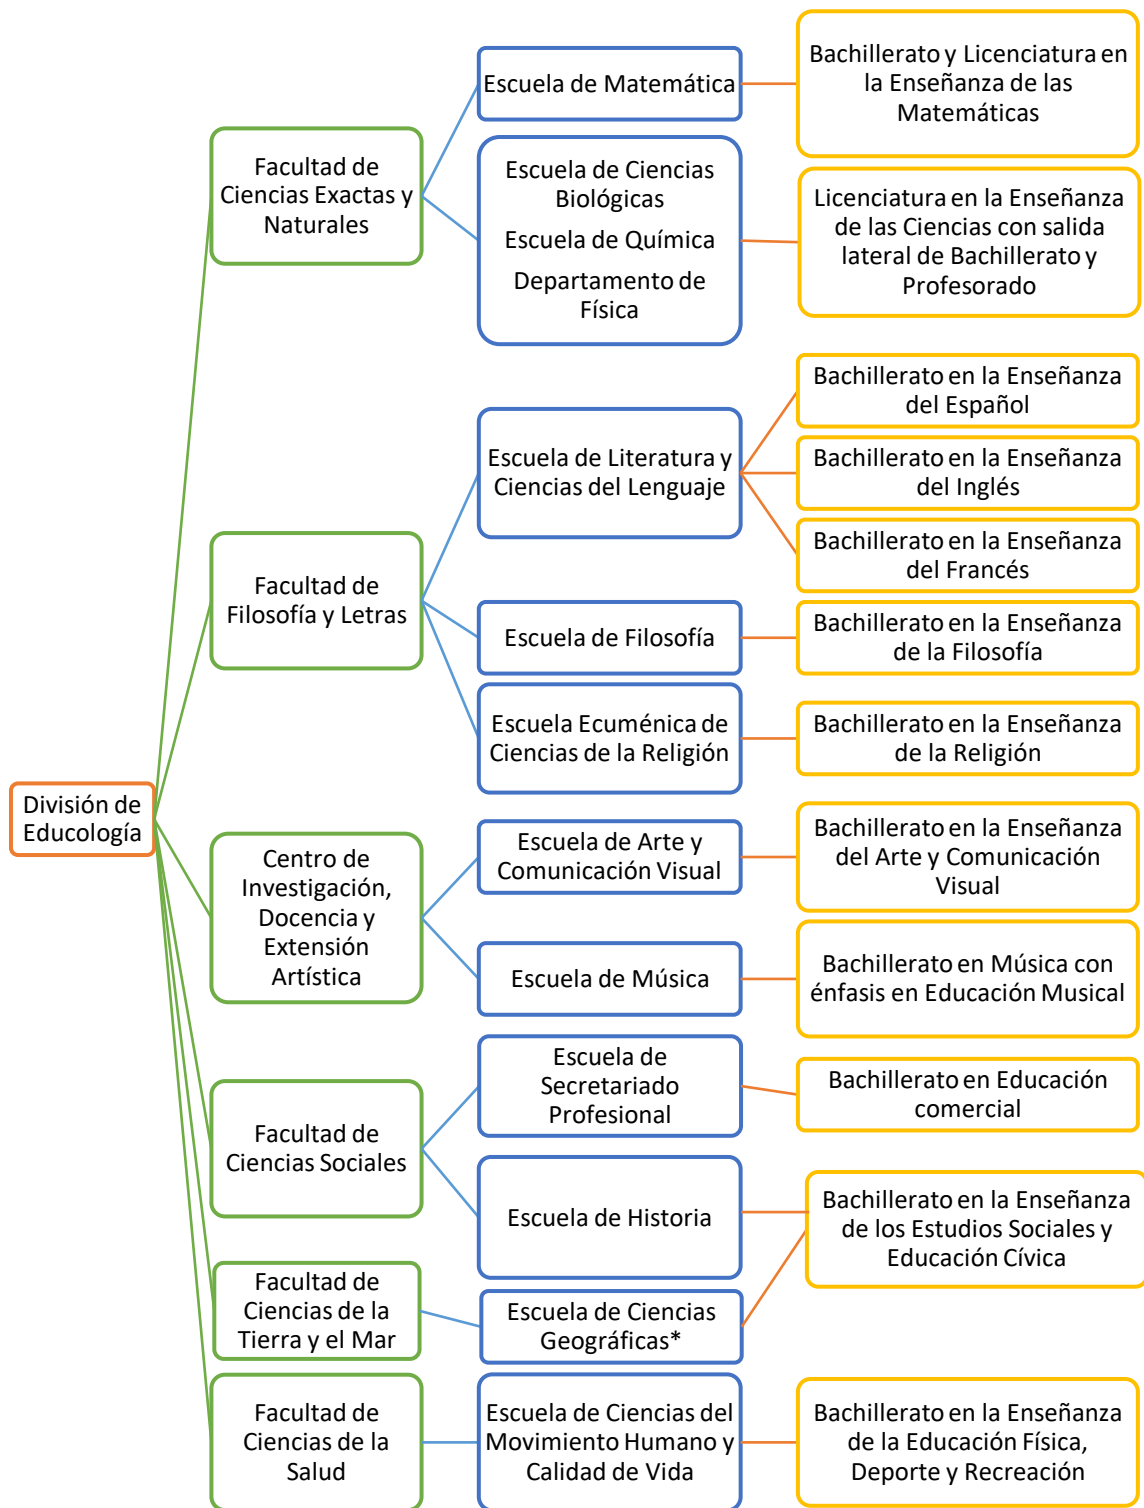 División de
Educología
Facultad de
Ciencias Exactas y
Naturales
Escuela de Matemática
Bachillerato y Licenciatura en
la Enseñanza de las
Matemáticas
Escuela de Ciencias
Biológicas
Escuela de Química
Departamento de
Física
Licenciatura en la Enseñanza
de las Ciencias con salida
lateral de Bachillerato y
Profesorado
Facultad de
Filosofía y Letras
Escuela de Literatura y
Ciencias del Lenguaje
Bachillerato en la Enseñanza
del Español
Bachillerato en la Enseñanza
del Inglés
Bachillerato en la Enseñanza
del Francés
Escuela de Filosofía
Bachillerato en la Enseñanza
de la Filosofía
Escuela Ecuménica de
Ciencias de la Religión
Bachillerato en la Enseñanza
de la Religión
Centro de
Investigación,
Docencia y
Extensión
Artística
Escuela de Arte y
Comunicación Visual
Bachillerato en la Enseñanza
del Arte y Comunicación
Visual
Escuela de Música
Bachillerato en Música con
énfasis en Educación Musical
Facultad de
Ciencias Sociales
Escuela de
Secretariado
Profesional
Bachillerato en Educación
comercial
Escuela de Historia
Bachillerato en la Enseñanza
de los Estudios Sociales y
Educación Cívica
Facultad de
Ciencias de la
Tierra y el Mar
Escuela de Ciencias
Geográficas*
Facultad de
Ciencias de la
Salud
Escuela de Ciencias del
Movimiento Humano y
Calidad de Vida
Bachillerato en la Enseñanza
de la Educación Física,
Deporte y Recreación